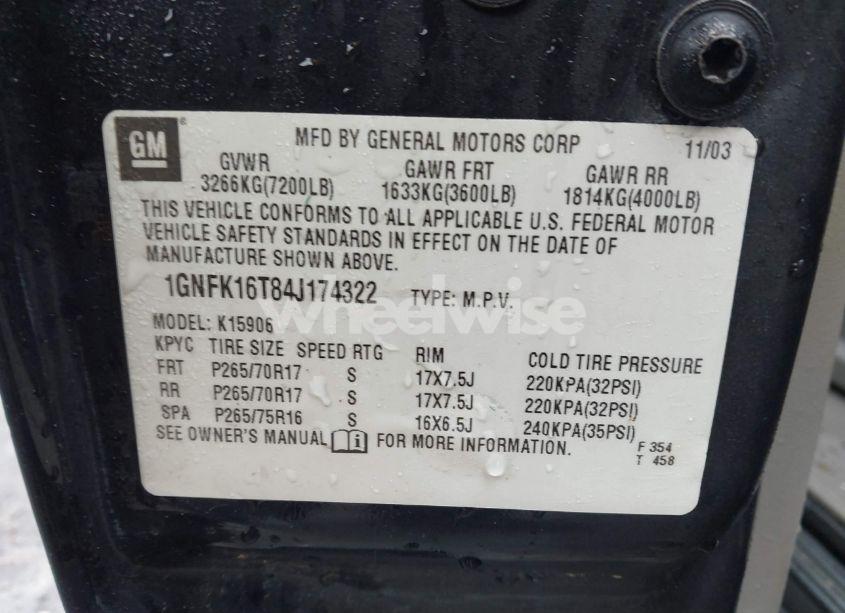 GM ® MFD BY GENERAL MOTORS CORP 11/03
GVWR GAWR FRT GAWR RR
3266KG(7200LB) 1633KG(3600LB) 1814KG(4000LB)
THIS VEHICLE CONFORMS TO ALL APPLICABLE U.S. FEDERAL MOTOR
VEHICLE SAFETY STANDARDS IN EFFECT ON THE DATE OF
MANUFACTURE SHOWN ABOVE.
1GNFK16T84J174322 TYPE: M.P.V.
wheelwise
MODEL: K15906
KPYC TIRE SIZE SPEED RTG RIM COLD TIRE PRESSURE
FRT P265/70R17 S 17X7.5J 220KPA(32PSI)
RR P265/70R17 S 17X7.5J 220KPA(32PSI)
SPA P265/75R16 S 16X6.5J 240KPA(35PSI)
SEE OWNER'S MANUAL i FOR MORE INFORMATION.
F 354
T 458